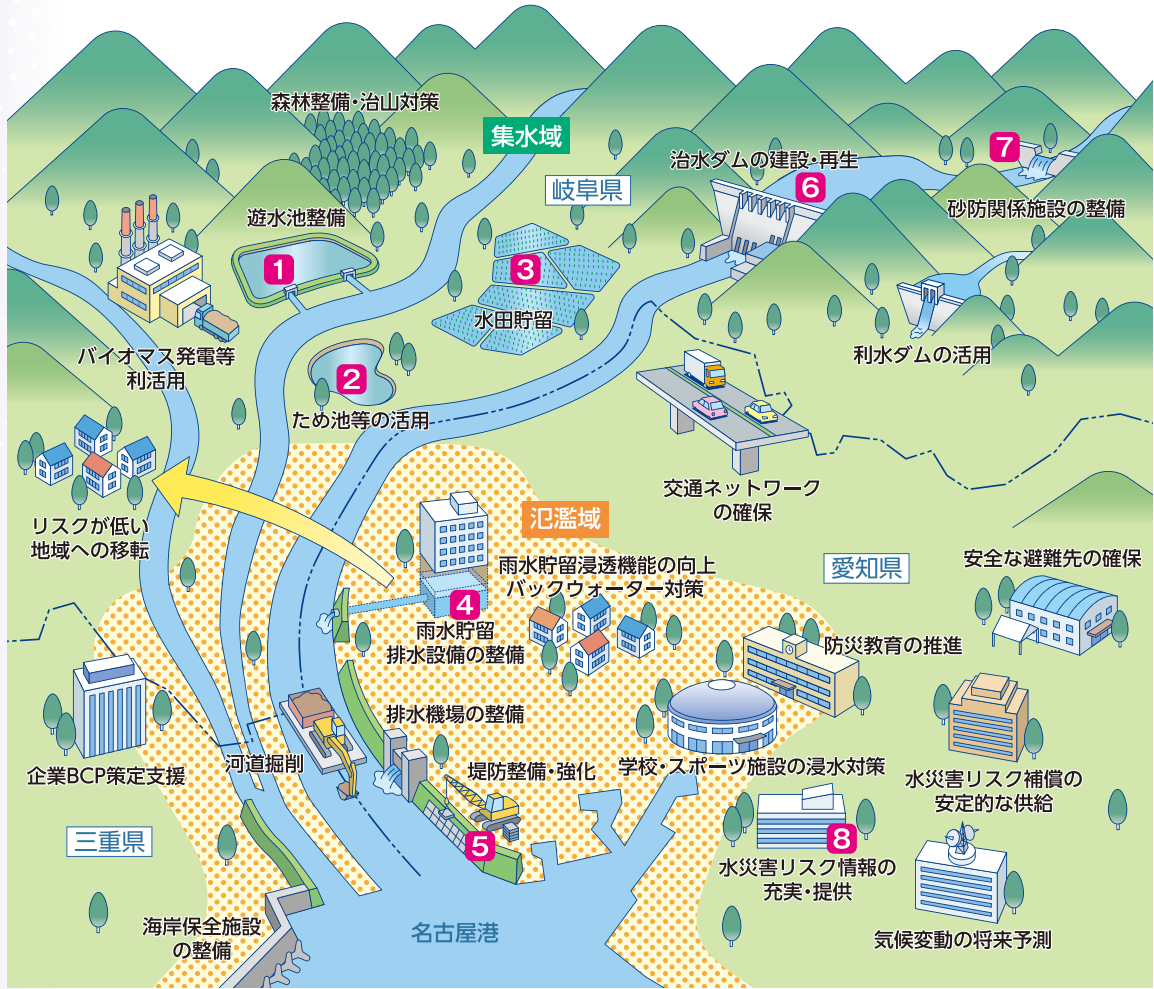 森林整備・治山対策
集水域
岐阜県
治水ダムの建設・再生
6
7
砂防関係施設の整備
遊水池整備
1
3
水田貯留
バイオマス発電等
利活用
2
ため池等の活用
利水ダムの活用
交通ネットワーク
の確保
リスクが低い
地域への移転
氾濫域
雨水貯留浸透機能の向上
バックウォーター対策
愛知県
安全な避難先の確保
4
雨水貯留
排水設備の整備
防災教育の推進
排水機場の整備
企業BCP策定支援
河道掘削
堤防整備・強化
学校・スポーツ施設の浸水対策
水災害リスク補償の
安定的な供給
三重県
5
8
水災害リスク情報の
充実・提供
海岸保全施設
の整備
名古屋港
気候変動の将来予測